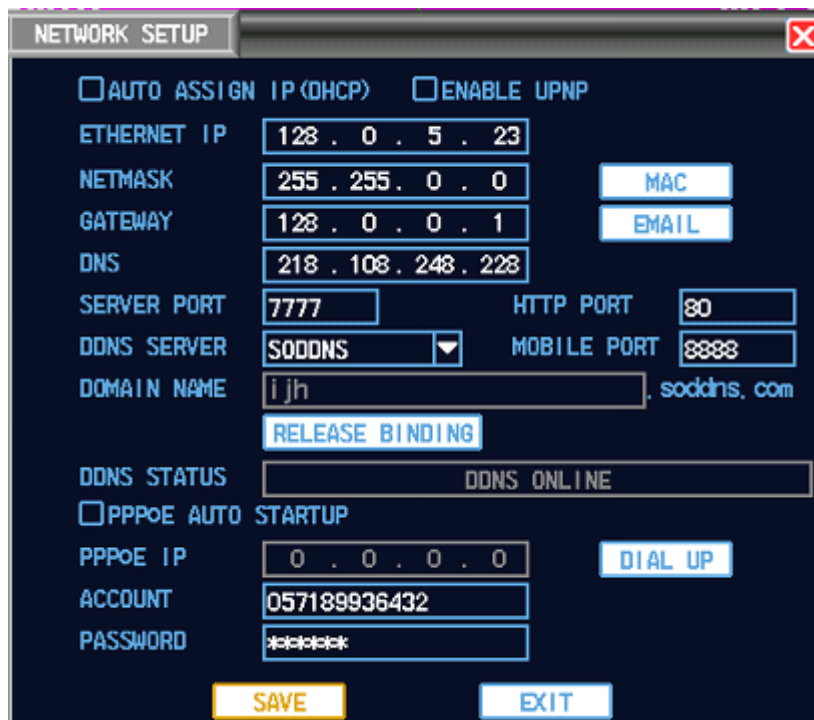 NETWORK SETUP
AUTO ASSIGN IP(DHCP) ENABLE UPNP
ETHERNET IP 128 . 0 . 5 . 23
NETMASK 255 . 255 . 0 . 0 MAC
GATEWAY 128 . 0 . 0 . 1 EMAIL
DNS 218 . 108 . 248 . 228
SERVER PORT 7777 HTTP PORT 80
DDNS SERVER SODDNS MOBILE PORT 8888
DOMAIN NAME ijh .soddns.com
RELEASE BINDING
DDNS STATUS DDNS ONLINE
PPPOE AUTO STARTUP
PPPOE IP 0 . 0 . 0 . 0 DIAL UP
ACCOUNT 057189936432
PASSWORD ******
SAVE EXIT